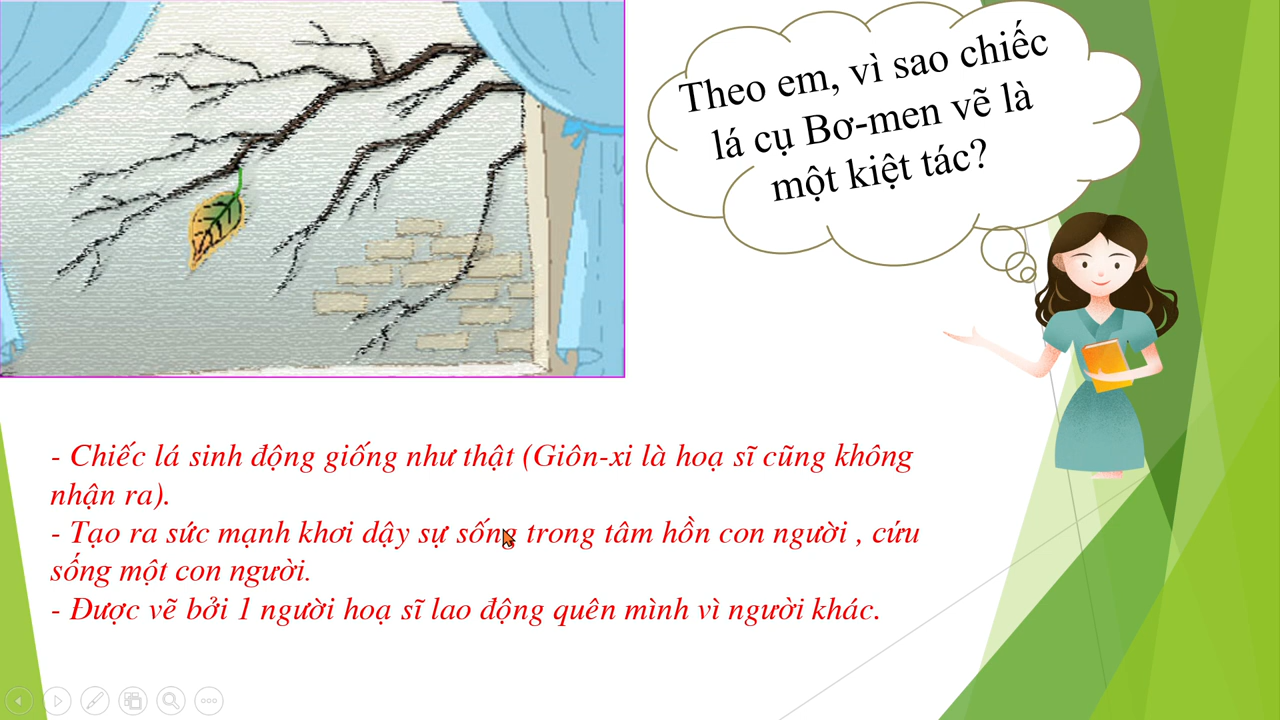 Theo em, vì sao chiếc
lá cụ Bơ-men vẽ là
một kiệt tác?
- Chiếc lá sinh động giống như thật (Giôn-xi là hoạ sĩ cũng không
nhận ra).
- Tạo ra sức mạnh khơi dậy sự sống trong tâm hồn con người , cứu
sống một con người.
- Được vẽ bởi 1 người hoạ sĩ lao động quên mình vì người khác.